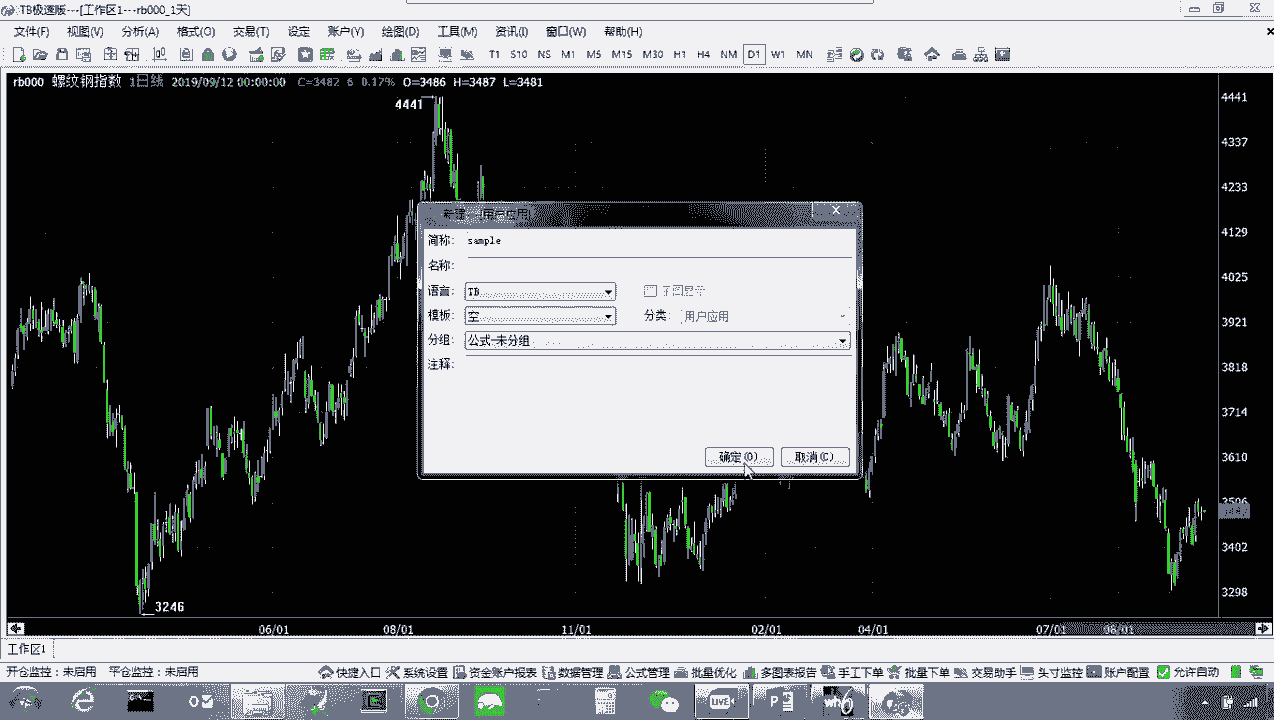 TB极速版---[工作区1---rb000_1天]
文件(F) 视图(V) 分析(A) 格式(O) 交易(T) 设定 账户(Y) 绘图(D) 工具(M) 资讯(I) 窗口(W) 帮助(H)
T1 S10 NS M1 M5 M15 M30 H1 H4 NM D1 W1 MN
rb000 螺纹钢指数 1日线 2019/09/12 00:00:00 C=3482 6 0.17% O=3486 H=3487 L=3481
4441
4441
4337
4233
4129
4025
3921
3818
3714
3610
3402
3298
新建 用户应用
简称: sample
名称:
语言: TB
子图显示
模板: 空
分类: 用户应用
分组: 公式-未分组
注释:
确定(O) 取消(C)
3246
06/01 08/01 11/01 02/01 04/01 07/01 08/01
工作区1
开仓监控: 未启用 平仓监控: 未启用 快捷入口 系统设置 资金账户报表 数据管理 公式管理 批量优化 多图表报告 手工下单 批量下单 交易助手 头寸监控 账户配置 允许自动
LIVE